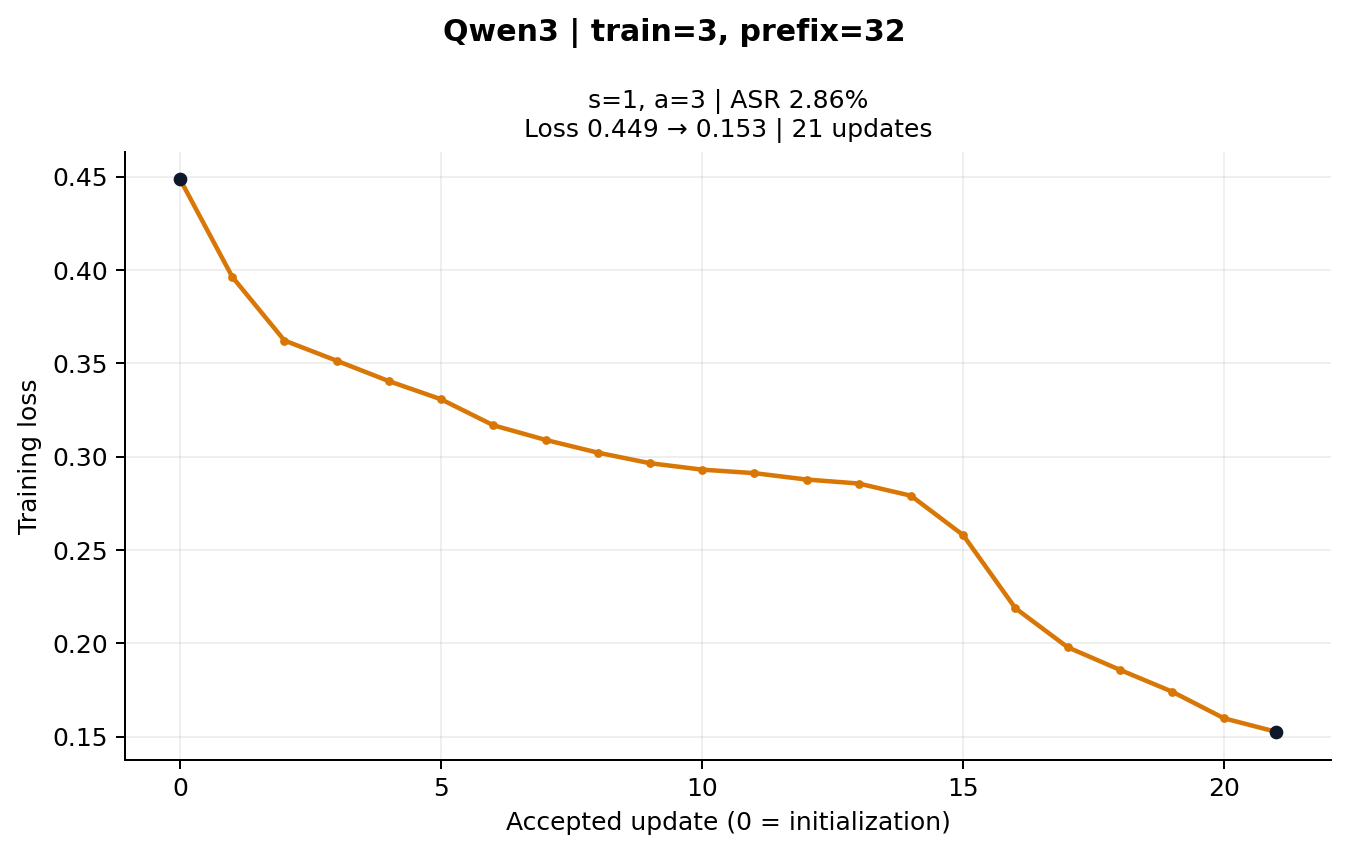 Qwen3 | train=3, prefix=32
s=1, a=3 | ASR 2.86%
Loss 0.449 → 0.153 | 21 updates
0.45
0.40
0.35
0.30
0.25
0.20
0.15
Training loss
0
5
10
15
20
Accepted update (0 = initialization)